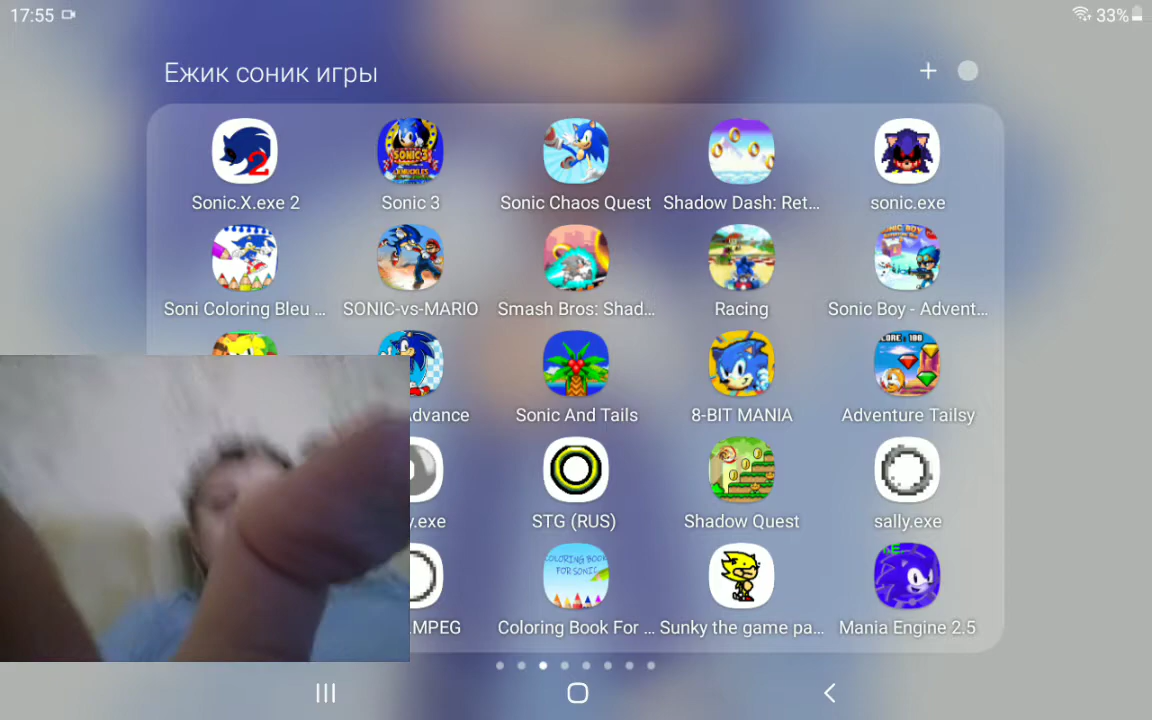 17:55
33%
Ежик соник игры
Sonic.X.exe 2
Sonic 3
Sonic Chaos Quest
Shadow Dash: Ret...
sonic.exe
Soni Coloring Bleu ...
SONIC-vs-MARIO
Smash Bros: Shad...
Racing
Sonic Boy - Advent...
Sonic And Tails
8-BIT MANIA
Adventure Tailsy
STG (RUS)
Shadow Quest
sally.exe
.MPEG
Coloring Book For ...
Sunky the game pa...
Mania Engine 2.5